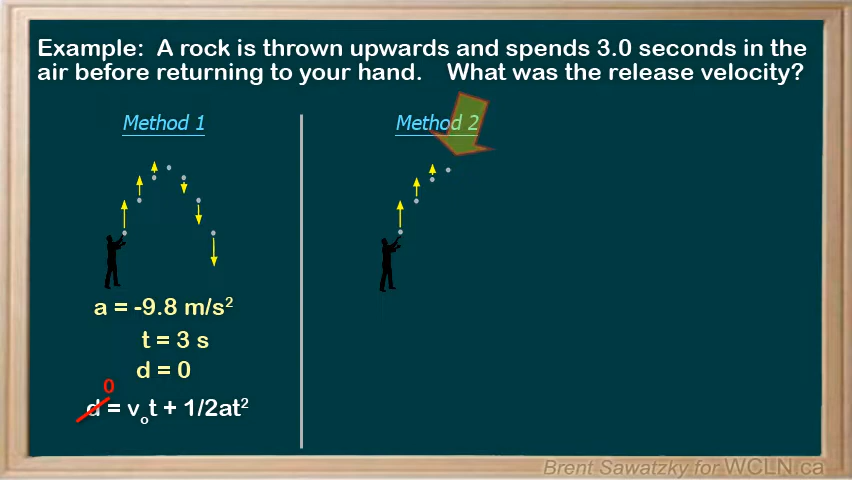 Example:  A rock is thrown upwards and spends 3.0 seconds in the
air before returning to your hand.   What was the release velocity?
Method 1
Method 2
a = -9.8 m/s²
t = 3 s
d = 0
0
d = vₒt + 1/2at²
Brent Sawatzky for WCLN.ca